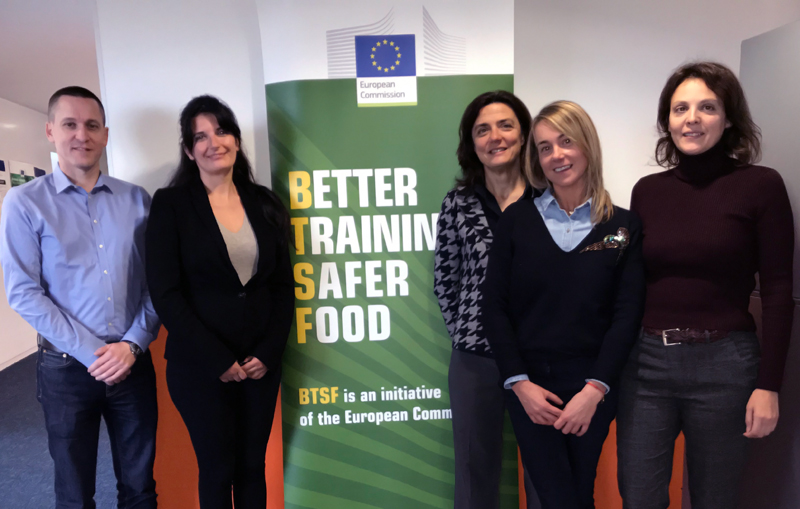 European
Commission
BETTER
TRAININ
SAFER
FOOD
BTSF is an initiative
of the European Comm